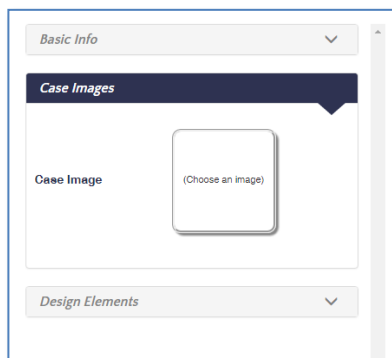 Basic Info
Case Images
Case Image
(Choose an image)
Design Elements